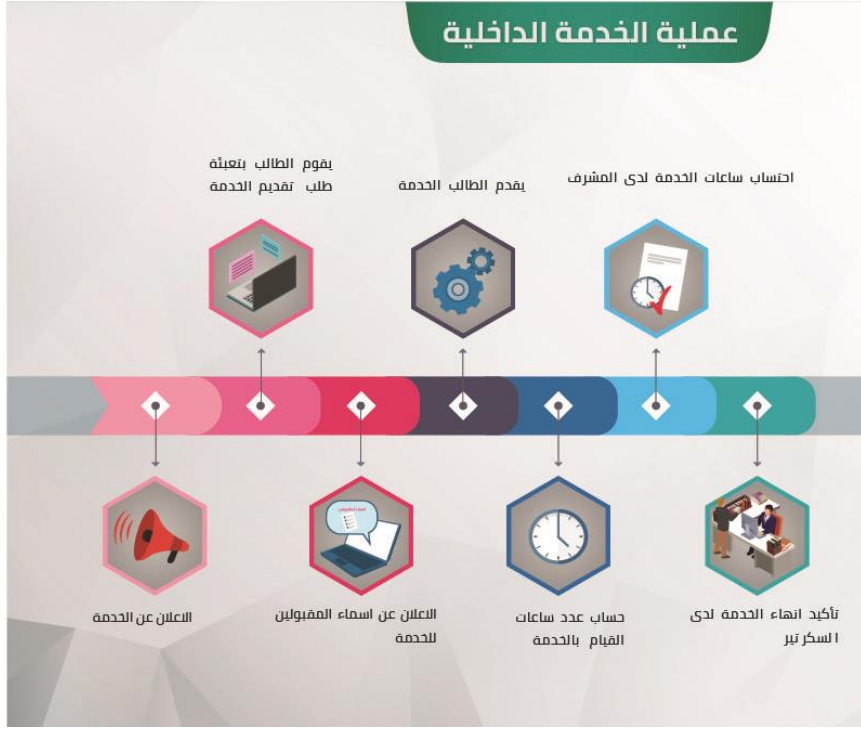 عملية الخدمة الداخلية
الاعلان عن الخدمة
يقوم الطالب بتعبئة
طلب تقديم الخدمة
الاعلان عن اسماء المقبولين
للخدمة
يقدم الطالب الخدمة
حساب عدد ساعات
القيام بالخدمة
احتساب ساعات الخدمة لدى المشرف
تأكيد انهاء الخدمة لدى
السكرتير